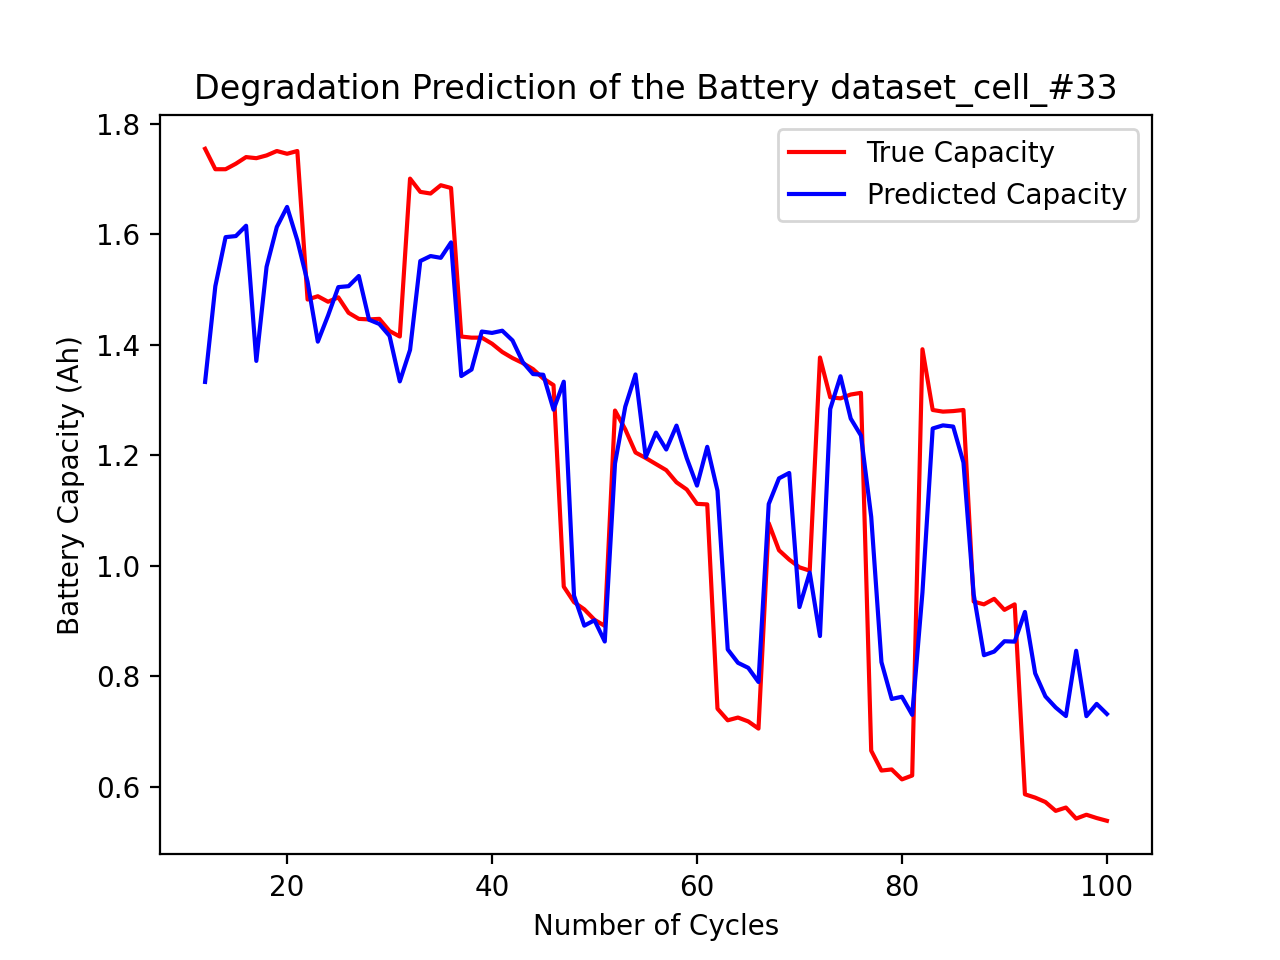 Degradation Prediction of the Battery dataset_cell_#33
True Capacity
Predicted Capacity
Battery Capacity (Ah)
1.8
1.6
1.4
1.2
1.0
0.8
0.6
20 40 60 80 100
Number of Cycles